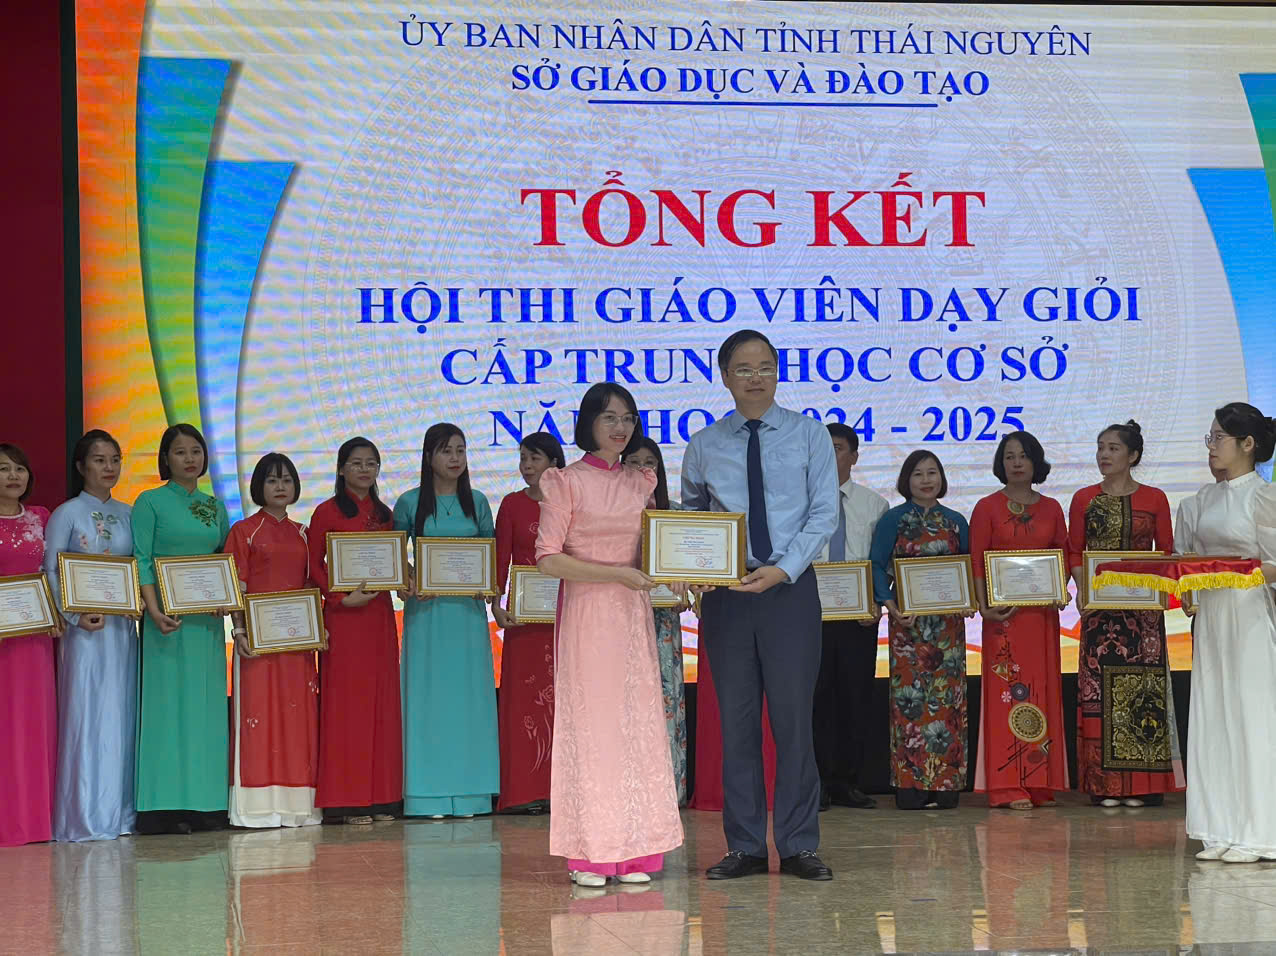 ỦY BAN NHÂN DÂN TỈNH THÁI NGUYÊN
SỞ GIÁO DỤC VÀ ĐÀO TẠO
TỔNG KẾT
HỘI THI GIÁO VIÊN DẠY GIỎI
CẤP TRUN HỌC CƠ SỞ
NĂM HỌC 2024 - 2025